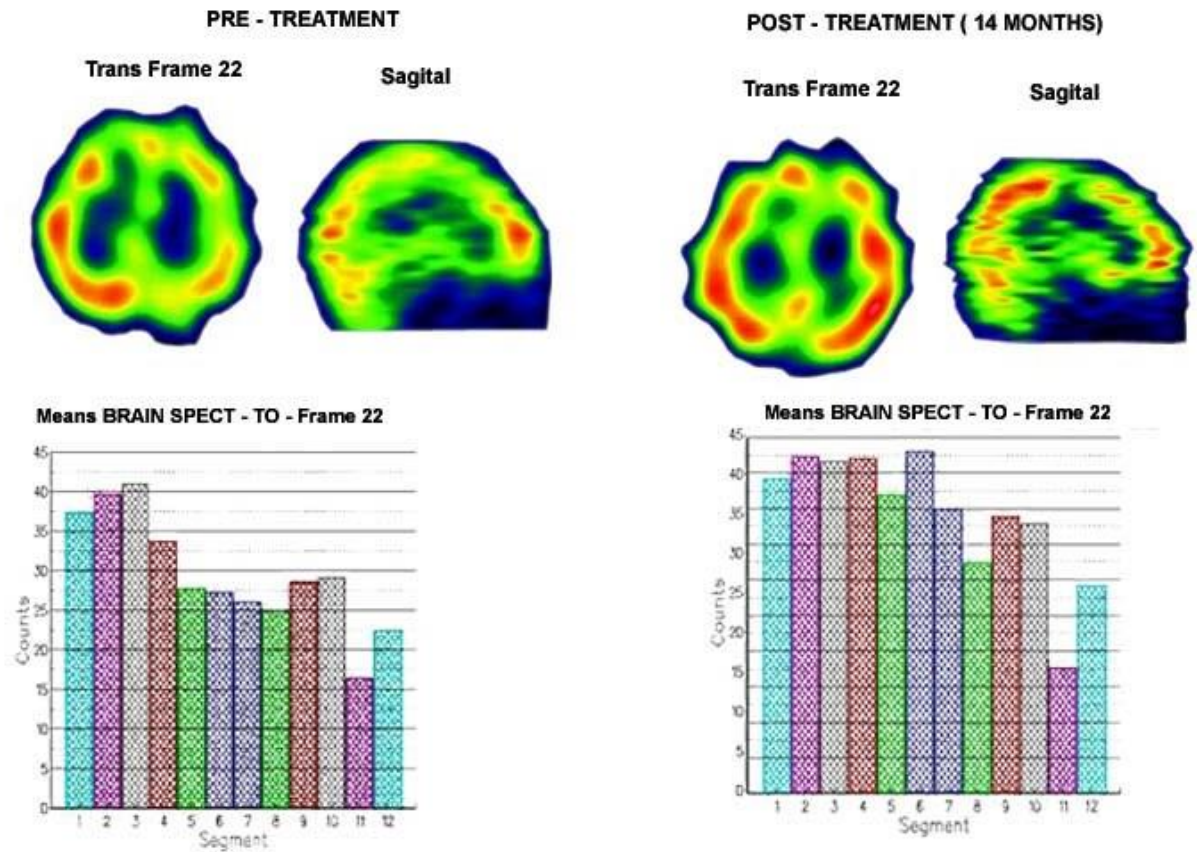 PRE - TREATMENT
Trans Frame 22
Sagital
Means BRAIN SPECT - TO - Frame 22
45
40
35
30
25
20
15
10
5
0
Counts
1 2 3 4 5 6 7 8 9 10 11 12
Segment
POST - TREATMENT ( 14 MONTHS)
Trans Frame 22
Sagital
Means BRAIN SPECT - TO - Frame 22
45
40
35
30
25
20
15
10
5
0
Counts
1 2 3 4 5 6 7 8 9 10 11 12
Segment